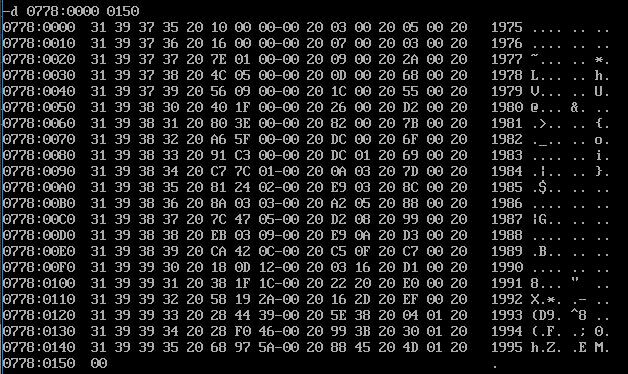 -d 0778:0000 0150
0778:0000 31 39 37 35 20 10 00 00-00 20 03 00 20 05 00 20 1975 .... .. ..
0778:0010 31 39 37 36 20 16 00 00-00 20 07 00 20 03 00 20 1976 .... .. ..
0778:0020 31 39 37 37 20 7E 01 00-00 20 09 00 20 2A 00 20 1977 ~... .. *.
0778:0030 31 39 37 38 20 4C 05 00-00 20 0D 00 20 68 00 20 1978 L... .. h.
0778:0040 31 39 37 39 20 56 09 00-00 20 1C 00 20 55 00 20 1979 V... .. U.
0778:0050 31 39 38 30 20 40 1F 00-00 20 26 00 20 D2 00 20 1980 @... &. ..
0778:0060 31 39 38 31 20 80 3E 00-00 20 82 00 20 7B 00 20 1981 .>.. .. {.
0778:0070 31 39 38 32 20 A6 5F 00-00 20 DC 00 20 6F 00 20 1982 ._.. .. o.
0778:0080 31 39 38 33 20 91 C3 00-00 20 DC 01 20 69 00 20 1983 .... .. i.
0778:0090 31 39 38 34 20 C7 7C 01-00 20 0A 03 20 7D 00 20 1984 .|.. .. }.
0778:00A0 31 39 38 35 20 81 24 02-00 20 E9 03 20 8C 00 20 1985 .$.. .. ..
0778:00B0 31 39 38 36 20 8A 03 03-00 20 A2 05 20 88 00 20 1986 .... .. ..
0778:00C0 31 39 38 37 20 7C 47 05-00 20 D2 08 20 99 00 20 1987 |G.. .. ..
0778:00D0 31 39 38 38 20 EB 03 09-00 20 E9 0A 20 D3 00 20 1988 .... .. ..
0778:00E0 31 39 38 39 20 CA 42 0C-00 20 C5 0F 20 C7 00 20 1989 .B.. .. ..
0778:00F0 31 39 39 30 20 18 0D 12-00 20 03 16 20 D1 00 20 1990 .... .. ..
0778:0100 31 39 39 31 20 38 1F 1C-00 20 22 20 20 E0 00 20 1991 8... "  ..
0778:0110 31 39 39 32 20 58 19 2A-00 20 16 2D 20 EF 00 20 1992 X.*. .- ..
0778:0120 31 39 39 33 20 28 44 39-00 20 5E 38 20 04 01 20 1993 (D9. ^8 ..
0778:0130 31 39 39 34 20 28 F0 46-00 20 99 3B 20 30 01 20 1994 (.F. .; 0.
0778:0140 31 39 39 35 20 68 97 5A-00 20 88 45 20 4D 01 20 1995 h.Z. .E M.
0778:0150 00 .